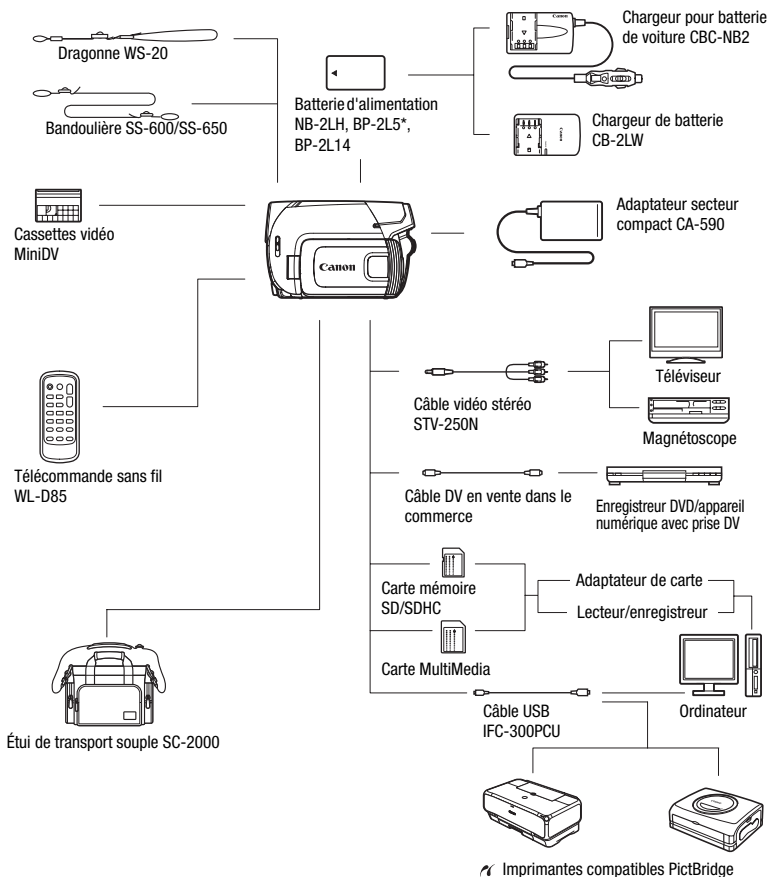 Dragonne WS-20
Bandoulière SS-600/SS-650
Batterie d'alimentation
NB-2LH, BP-2L5*,
BP-2L14
Canon
Chargeur pour batterie
de voiture CBC-NB2
Chargeur de batterie
CB-2LW
Cassettes vidéo
MiniDV
Canon
Adaptateur secteur
compact CA-590
Télécommande sans fil
WL-D85
Câble vidéo stéréo
STV-250N
Téléviseur
Magnétoscope
Câble DV en vente dans le
commerce
Enregistreur DVD/appareil
numérique avec prise DV
Carte mémoire
SD/SDHC
Adaptateur de carte
Lecteur/enregistreur
Carte MultiMedia
Câble USB
IFC-300PCU
Ordinateur
Étui de transport souple SC-2000
Imprimantes compatibles PictBridge